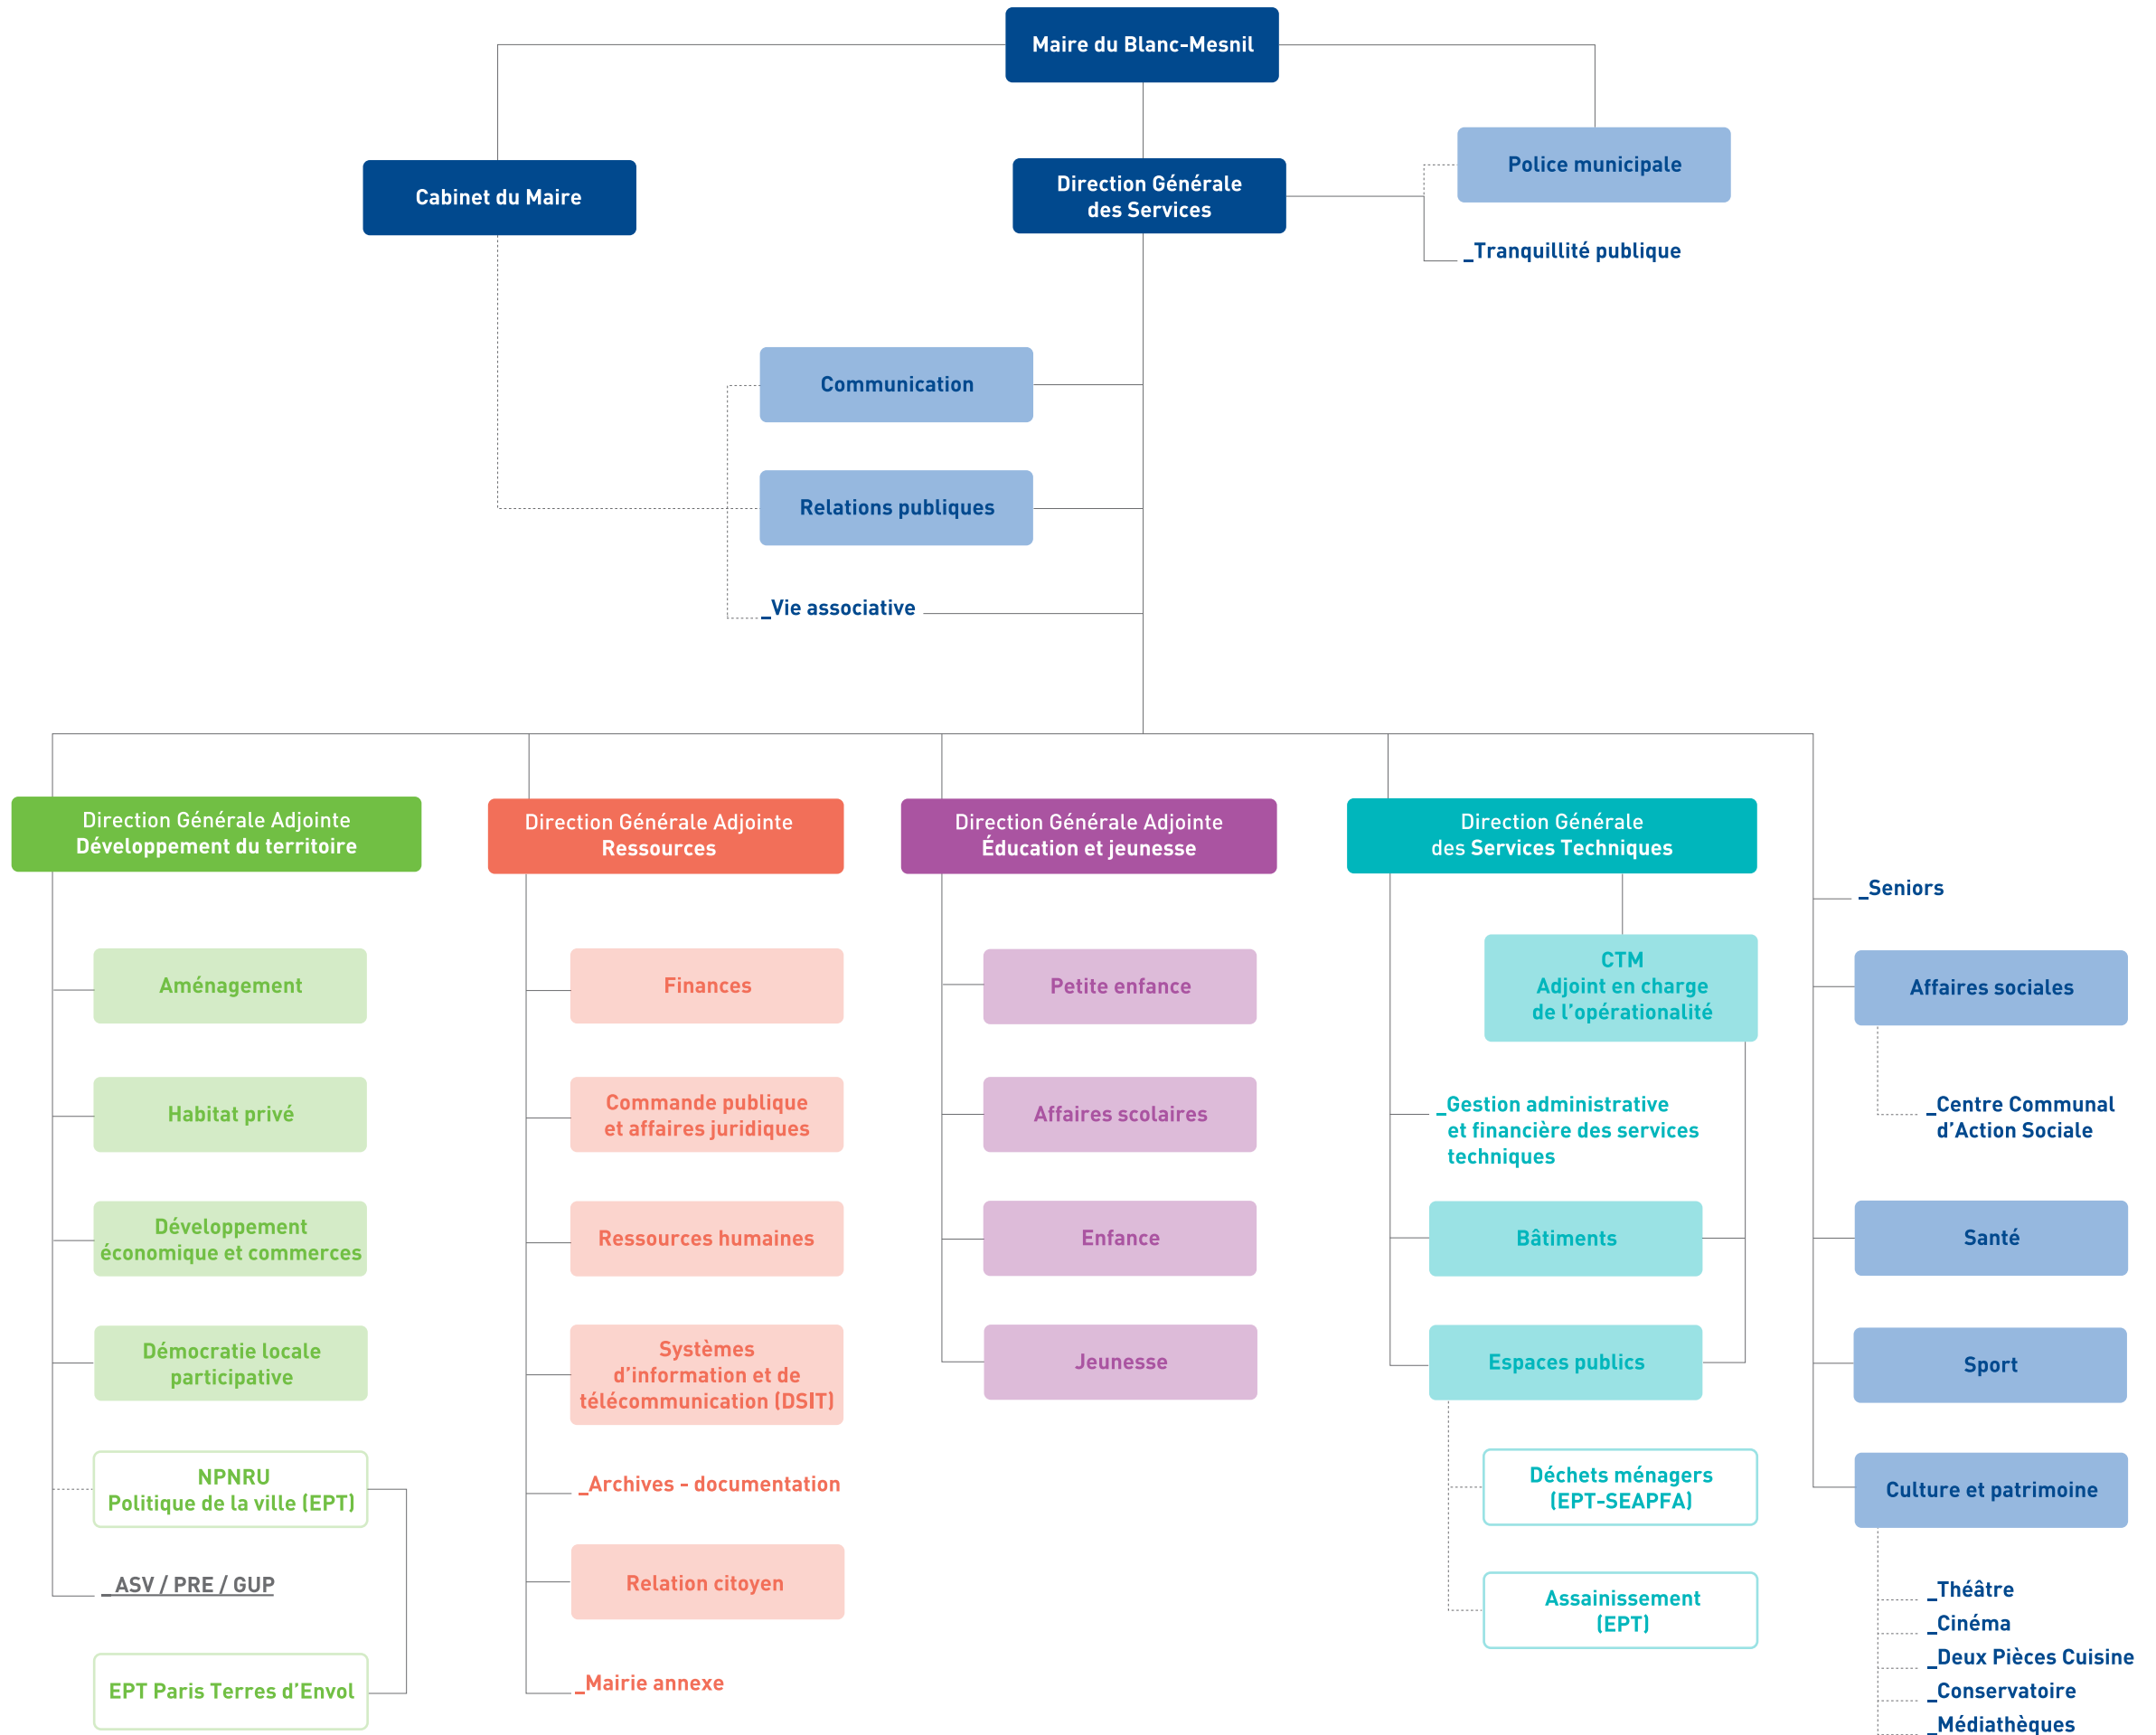 Maire du Blanc-Mesnil
Police municipale
Cabinet du Maire
Direction Générale
des Services
_Tranquillité publique
Communication
Relations publiques
_Vie associative
Direction Générale Adjointe
Développement du territoire
Direction Générale Adjointe
Ressources
Direction Générale Adjointe
Éducation et jeunesse
Direction Générale
des Services Techniques
_Seniors
Aménagement
Habitat privé
Développement
économique et commerces
Démocratie locale
participative
NPNRU
Politique de la ville (EPT)
_ASV / PRE / GUP
EPT Paris Terres d’Envol
Finances
Commande publique
et affaires juridiques
Ressources humaines
Systèmes
d’information et de
télécommunication (DSIT)
_Archives - documentation
Relation citoyen
_Mairie annexe
Petite enfance
Affaires scolaires
Enfance
Jeunesse
CTM
Adjoint en charge
de l’opérationalité
_Gestion administrative
et financière des services
techniques
Bâtiments
Espaces publics
Déchets ménagers
(EPT-SEAPFA)
Assainissement
(EPT)
Affaires sociales
_Centre Communal
d’Action Sociale
Santé
Sport
Culture et patrimoine
_Théâtre
_Cinéma
_Deux Pièces Cuisine
_Conservatoire
_Médiathèques